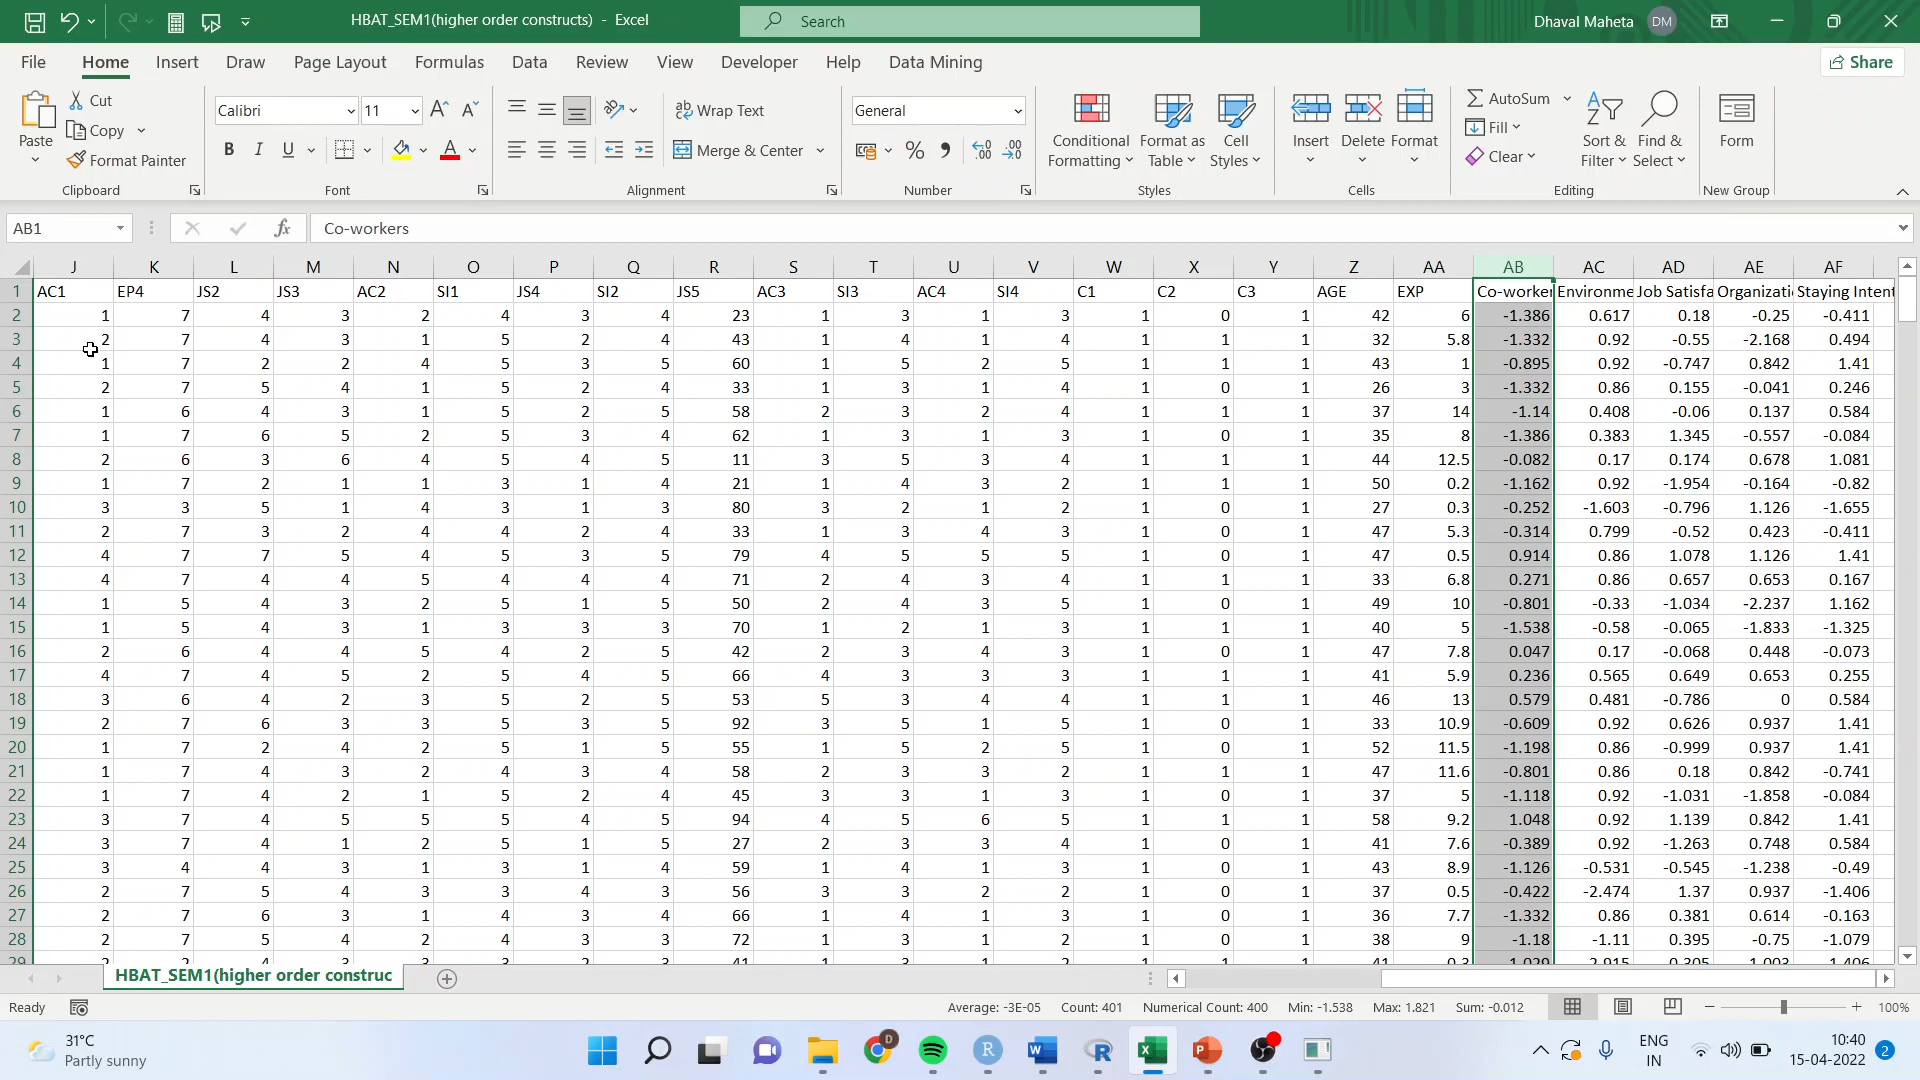 HBAT_SEM1(higher order constructs) - Excel
Search
Dhaval Maheta DM
File Home Insert Draw Page Layout Formulas Data Review View Developer Help Data Mining Share
Paste Cut Copy Format Painter Clipboard
Calibri 11 B I U A Font
Wrap Text Merge & Center Alignment
General % Number
Conditional Formatting Format as Table Cell Styles Styles
Insert Delete Format Cells
AutoSum Fill Clear Sort & Filter Find & Select Editing
Form New Group
AB1 fx Co-workers
J K L M N O P Q R S T U V W X Y Z AA AB AC AD AE AF
1 AC1 EP4 JS2 JS3 AC2 SI1 JS4 SI2 JS5 AC3 SI3 AC4 SI4 C1 C2 C3 AGE EXP Co-worker Environme Job Satisfa Organizati Staying Intent
2 1 7 4 3 2 4 3 4 23 1 3 1 3 1 0 1 42 6 -1.386 0.617 0.18 -0.25 -0.411
3 2 7 4 3 1 5 2 4 43 1 4 1 4 1 1 1 32 5.8 -1.332 0.92 -0.55 -2.168 0.494
4 1 7 2 2 4 5 3 5 60 1 5 2 5 1 1 1 43 1 -0.895 0.92 -0.747 0.842 1.41
5 2 7 5 4 1 5 2 4 33 1 3 1 4 1 0 1 26 3 -1.332 0.86 0.155 -0.041 0.246
6 1 6 4 3 1 5 2 5 58 2 3 2 4 1 1 1 37 14 -1.14 0.408 -0.06 0.137 0.584
7 1 7 6 5 2 5 3 4 62 1 3 1 3 1 0 1 35 8 -1.386 0.383 1.345 -0.557 -0.084
8 2 6 3 6 4 5 4 5 11 3 5 3 4 1 1 1 44 12.5 -0.082 0.17 0.174 0.678 1.081
9 1 7 2 1 1 3 1 4 21 1 4 3 2 1 1 1 50 0.2 -1.162 0.92 -1.954 -0.164 -0.82
10 3 3 5 1 4 3 1 3 80 3 2 1 2 1 0 1 27 0.3 -0.252 -1.603 -0.796 1.126 -1.655
11 2 7 3 2 4 4 2 4 33 1 3 4 3 1 0 1 47 5.3 -0.314 0.799 -0.52 0.423 -0.411
12 4 7 7 5 4 5 3 5 79 4 5 5 5 1 0 1 47 0.5 0.914 0.86 1.078 1.126 1.41
13 4 7 4 4 5 4 4 4 71 2 4 3 4 1 1 1 33 6.8 0.271 0.86 0.657 0.653 0.167
14 1 5 4 3 2 5 1 5 50 2 4 3 5 1 0 1 49 10 -0.801 -0.33 -1.034 -2.237 1.162
15 1 5 4 3 1 3 3 3 70 1 2 1 3 1 1 1 40 5 -1.538 -0.58 -0.065 -1.833 -1.325
16 2 6 4 4 5 4 2 5 42 2 3 4 3 1 0 1 47 7.8 0.047 0.17 -0.068 0.448 -0.073
17 4 7 4 5 2 5 4 5 66 4 3 3 3 1 1 1 41 5.9 0.236 0.565 0.649 0.653 0.255
18 3 6 4 2 3 5 2 5 53 5 3 4 4 1 1 1 46 13 0.579 0.481 -0.786 0 0.584
19 2 7 6 3 3 5 3 5 92 3 5 1 5 1 0 1 33 10.9 -0.609 0.92 0.626 0.937 1.41
20 1 7 2 4 2 5 1 5 55 1 5 2 5 1 0 1 52 11.5 -1.198 0.86 -0.999 0.937 1.41
21 1 7 4 3 2 4 3 4 58 2 3 3 2 1 1 1 47 11.6 -0.801 0.86 0.18 0.842 -0.741
22 1 7 4 2 1 5 2 4 45 3 3 1 3 1 0 1 37 5 -1.118 0.92 -1.031 -1.858 -0.084
23 3 7 4 5 5 5 4 5 94 4 5 6 5 1 1 1 58 9.2 1.048 0.92 1.139 0.842 1.41
24 3 7 4 1 2 5 1 5 27 2 3 3 4 1 0 1 41 7.6 -0.389 0.92 -1.263 0.748 0.584
25 3 4 4 3 1 3 1 4 59 1 4 1 3 1 0 1 43 8.9 -1.126 -0.531 -0.545 -1.238 -0.49
26 2 7 5 4 3 3 4 3 56 3 3 2 2 1 0 1 37 0.5 -0.422 -2.474 1.37 0.937 -1.406
27 2 7 6 3 1 4 3 4 66 1 4 1 3 1 0 1 36 7.7 -1.332 0.86 0.381 0.614 -0.163
28 2 7 5 4 2 4 3 3 72 1 3 1 2 1 0 1 38 9 -1.18 -1.11 0.395 -0.75 -1.079
HBAT_SEM1(higher order construc
Ready Average: -3E-05 Count: 401 Numerical Count: 400 Min: -1.538 Max: 1.821 Sum: -0.012 100%
31°C
Partly sunny
ENG
IN
10:40
15-04-2022
2